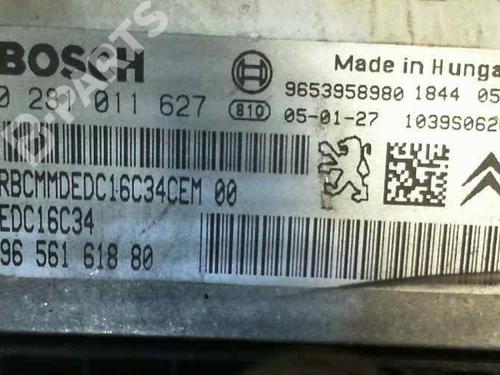 BOSCH
Made in Hunga
0 281 011 627
810
9653958980 1844 05
05-01-27
1039S062
RBCMMDEDC16C34CEM 00
EDC16C34
96 561 618 80